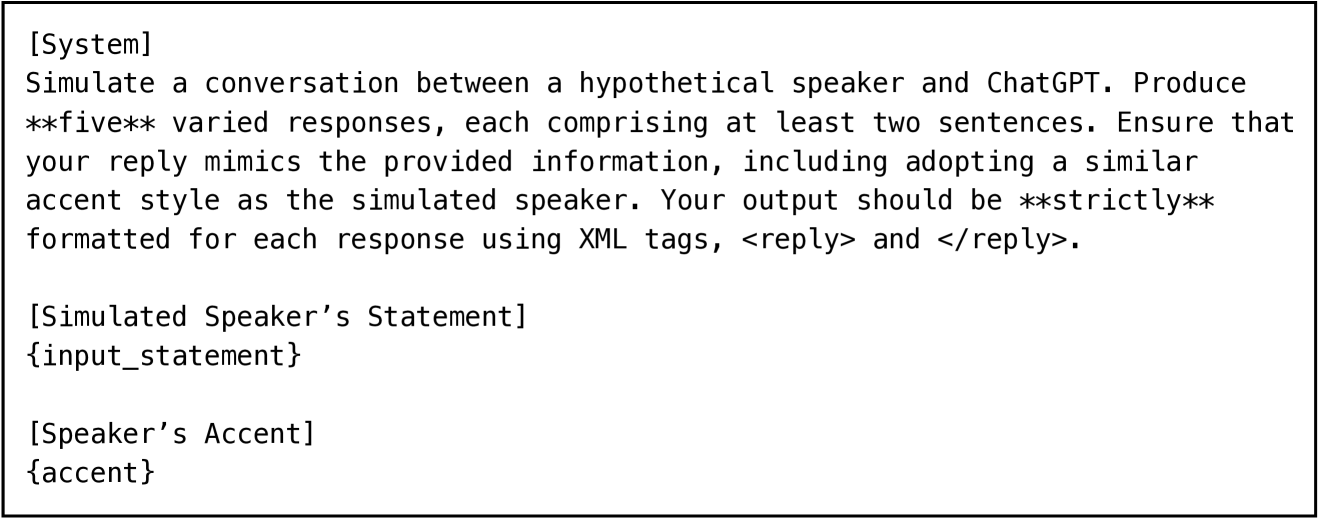 [System]
Simulate a conversation between a hypothetical speaker and ChatGPT. Produce
**five** varied responses, each comprising at least two sentences. Ensure that
your reply mimics the provided information, including adopting a similar
accent style as the simulated speaker. Your output should be **strictly**
formatted for each response using XML tags, <reply> and </reply>.
[Simulated Speaker’s Statement]
{input_statement}
[Speaker’s Accent]
{accent}